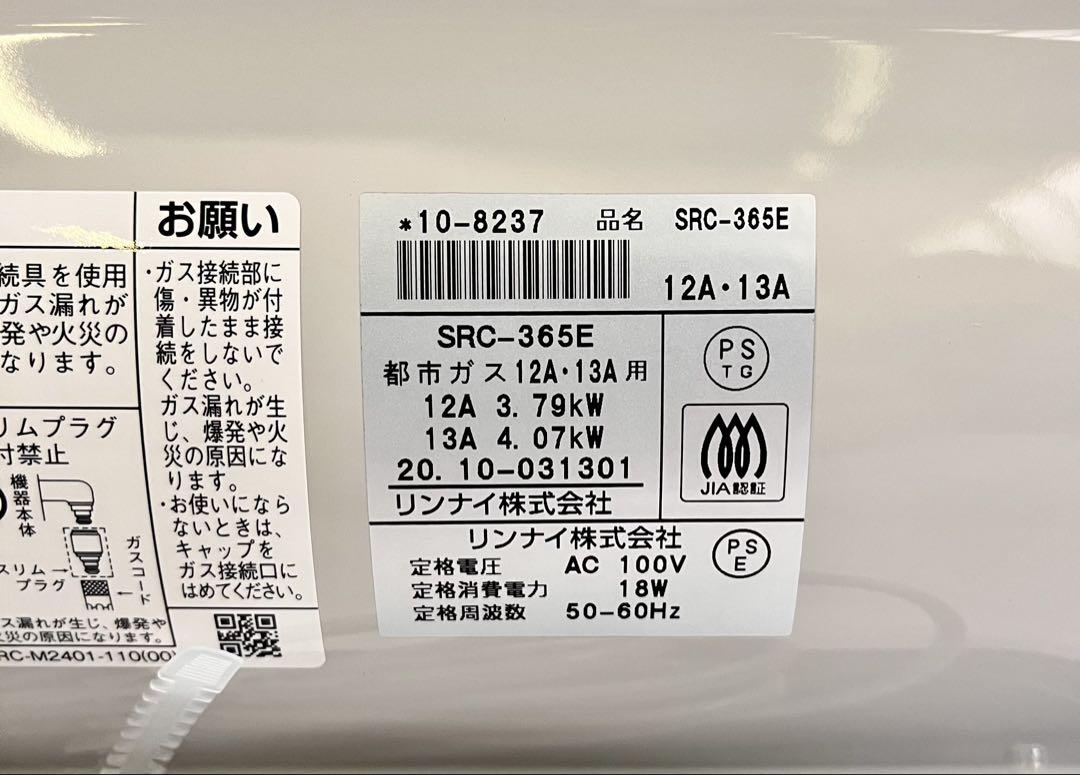 続具を使用
ガス漏れが
発や火災の
なります。
リムプラグ
付禁止
機器本体
ガスコード
スリム
プラグ
ス漏れが生じ、爆発や
火災の原因になります。
RC-M2401-110(00)
お願い
・ガス接続部に
傷・異物が付
着したまま接
続をしないで
ください。
ガス漏れが生
じ、爆発や火
災の原因にな
ります。
・お使いになら
ないときは、
キャップを
ガス接続口に
はめてください。
*10-8237 品名 SRC-365E
12A・13A
SRC-365E
都市ガス12A・13A用
12A 3.79kW
13A 4.07kW
20.10-031301
リンナイ株式会社
PS
TG
JIA認証
リンナイ株式会社
定格電圧 AC 100V
定格消費電力 18W
定格周波数 50-60Hz
PS
E